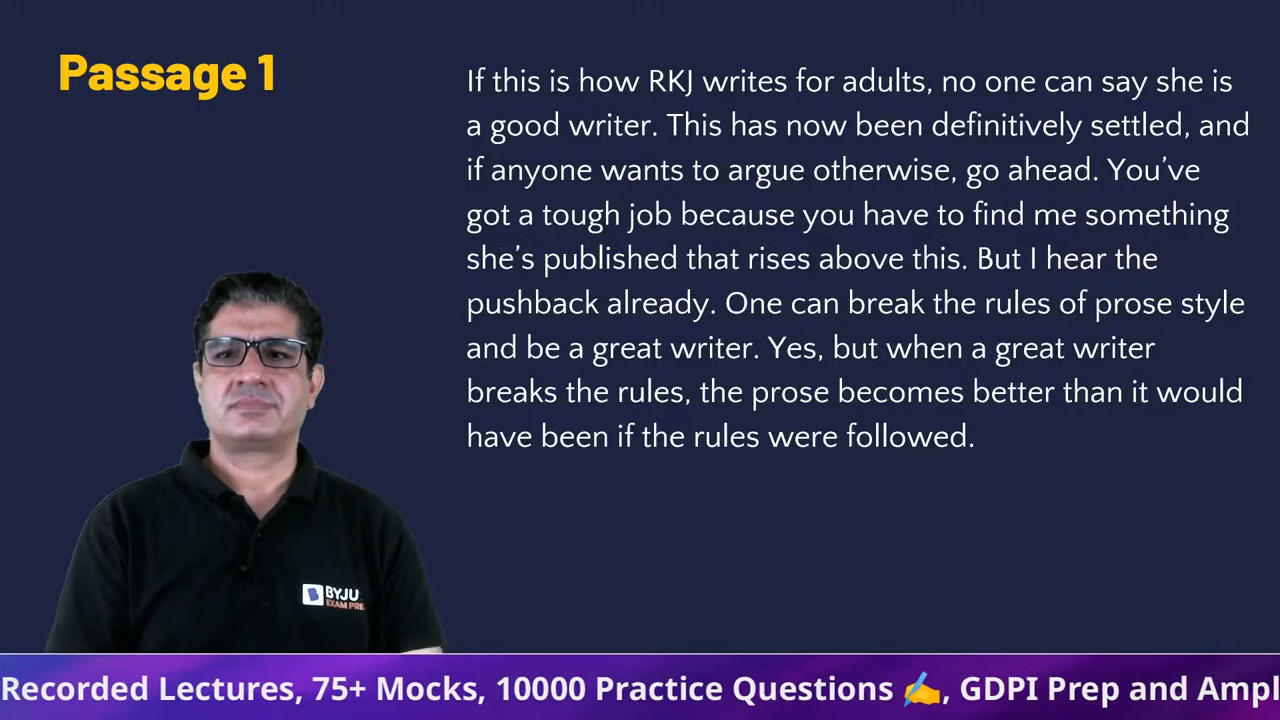 Passage 1
If this is how RKJ writes for adults, no one can say she is
a good writer. This has now been definitively settled, and
if anyone wants to argue otherwise, go ahead. You’ve
got a tough job because you have to find me something
she’s published that rises above this. But I hear the
pushback already. One can break the rules of prose style
and be a great writer. Yes, but when a great writer
breaks the rules, the prose becomes better than it would
have been if the rules were followed.
BYJU
EXAM PRE
Recorded Lectures, 75+ Mocks, 10000 Practice Questions ✍️, GDPI Prep and Ampl